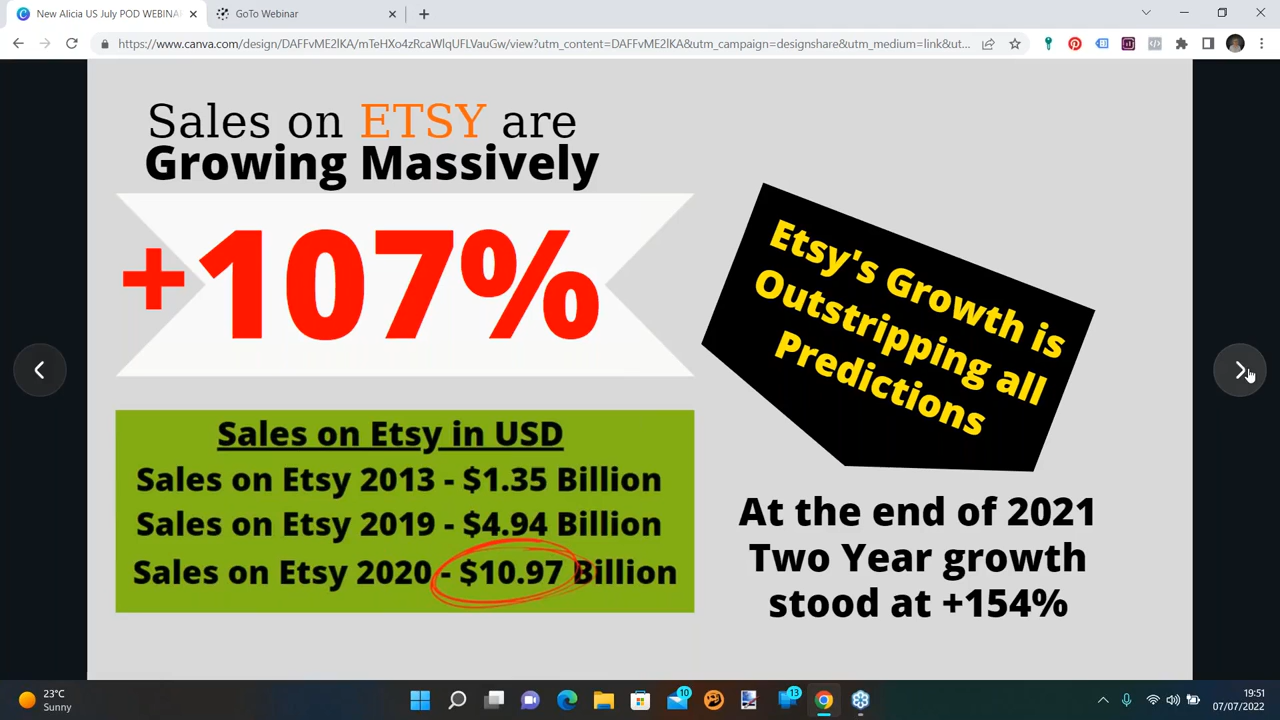 New Alicia US July POD WEBINAR
GoTo Webinar
https://www.canva.com/design/DAFfvME2lKA/mTeHXo4zRaoWlqtFLVauGw/view?utm_content=DAFFvME2lKA&utm_campaign=designshare&utm_medium=link&ut...
Sales on ETSY are
Growing Massively
+107%
Etsy's Growth is
Outstripping all
Predictions
Sales on Etsy in USD
Sales on Etsy 2013 - $1.35 Billion
Sales on Etsy 2019 - $4.94 Billion
Sales on Etsy 2020 - $10.97 Billion
At the end of 2021
Two Year growth
stood at +154%
23°C
Sunny
10
13
19:51
07/07/2022